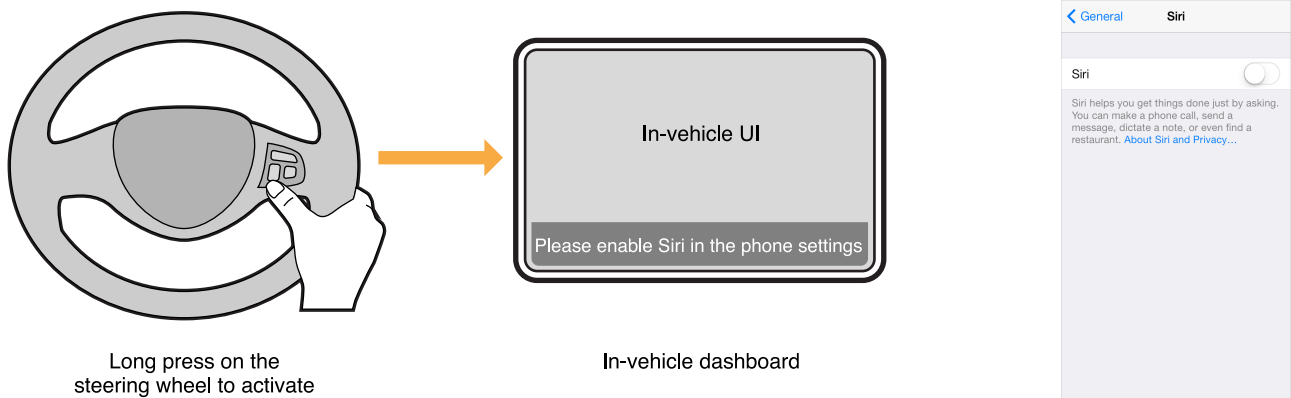 In-vehicle UI
Please enable Siri in the phone settings
Long press on the
steering wheel to activate
In-vehicle dashboard
General
Siri
Siri
Siri helps you get things done just by asking.
You can make a phone call, send a
message, dictate a note, or even find a
restaurant. About Siri and Privacy…